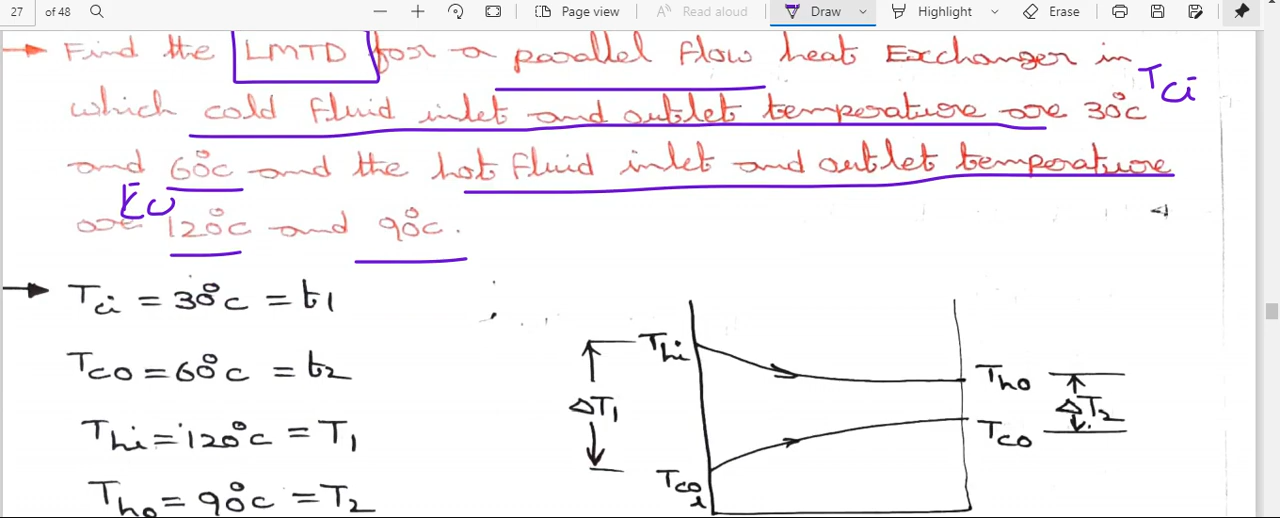 27 of 48 Page view Read aloud Draw Highlight Erase
Find the LMTD for a parallel flow heat Exchanger in
Tci
which cold fluid inlet and outlet temperature are 30°c
and 60°c and the hot fluid inlet and outlet temperature
are 120°c and 90°c.
Tci = 30°c = t1
Tco = 60°c = t2
Thi = 120°c = T1
Tho = 90°c = T2
Thi
Tho
ΔT1
ΔT2
Tco